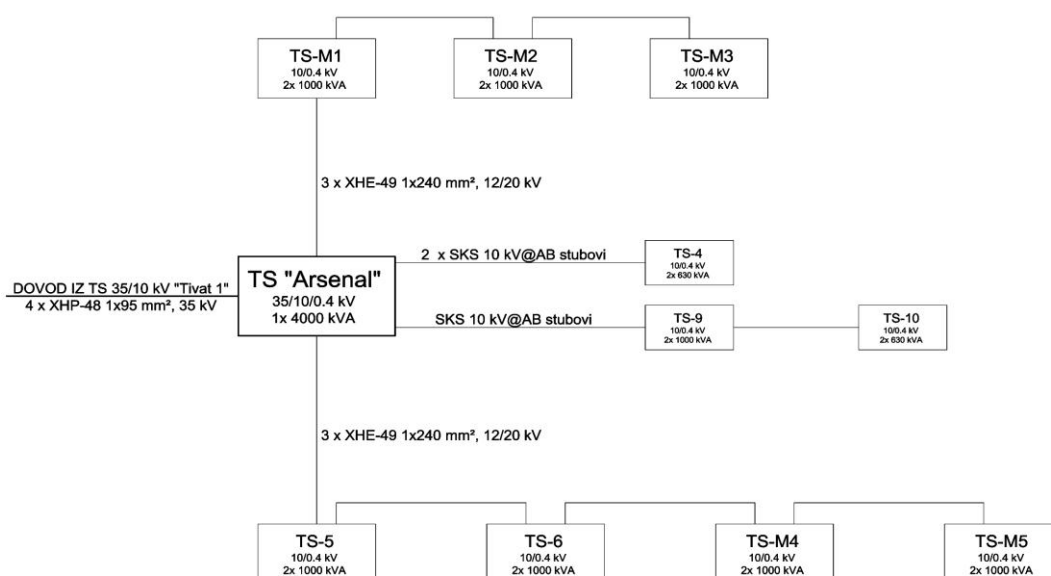 TS-M1
10/0.4 kV
2x 1000 kVA
TS-M2
10/0.4 kV
2x 1000 kVA
TS-M3
10/0.4 kV
2x 1000 kVA
3 x XHE-49 1x240 mm², 12/20 kV
DOVOD IZ TS 35/10 kV "Tivat 1"
4 x XHP-48 1x95 mm², 35 kV
TS "Arsenal"
35/10/0.4 kV
1x 4000 kVA
2 x SKS 10 kV@AB stubovi
TS-4
10/0.4 kV
2x 630 kVA
SKS 10 kV@AB stubovi
TS-9
10/0.4 kV
2x 1000 kVA
TS-10
10/0.4 kV
2x 630 kVA
3 x XHE-49 1x240 mm², 12/20 kV
TS-5
10/0.4 kV
2x 1000 kVA
TS-6
10/0.4 kV
2x 1000 kVA
TS-M4
10/0.4 kV
2x 1000 kVA
TS-M5
10/0.4 kV
2x 1000 kVA